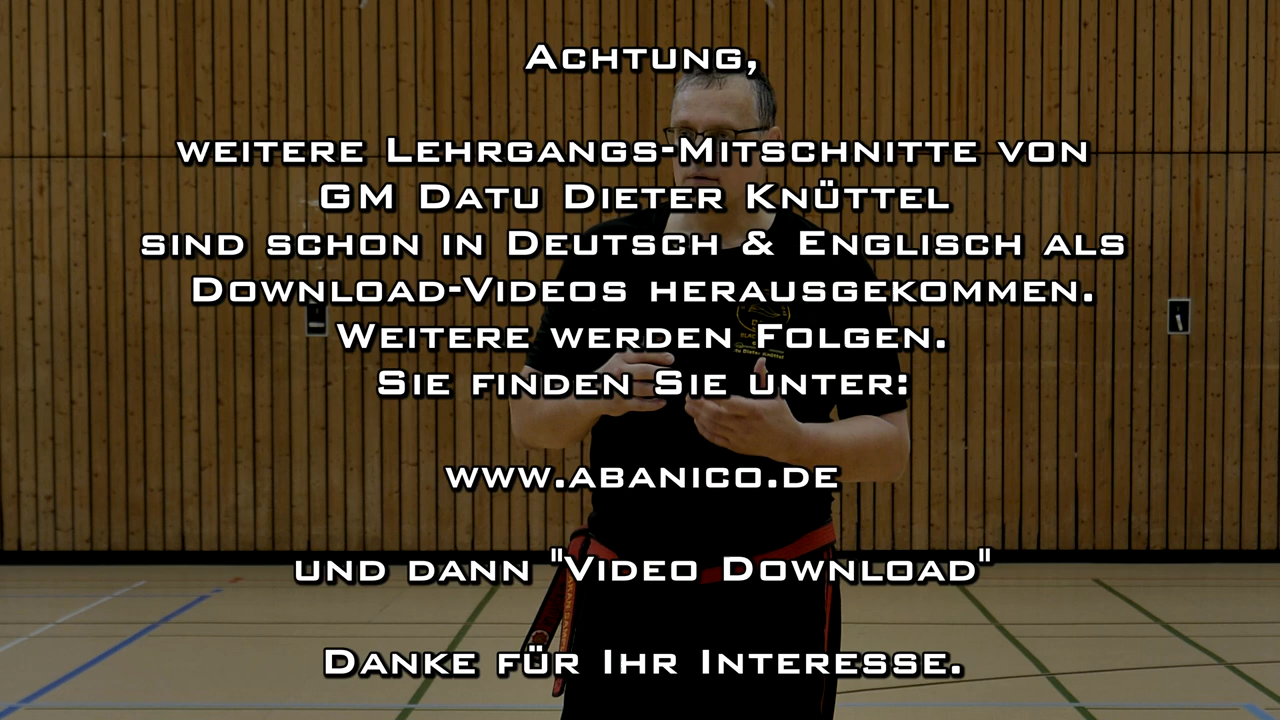 Achtung,
weitere Lehrgangs-Mitschnitte von
GM Datu Dieter Knüttel
sind schon in Deutsch & Englisch als
Download-Videos herausgekommen.
Weitere werden Folgen.
Sie finden Sie unter:
www.abanico.de
und dann "Video Download"
Danke für Ihr Interesse.